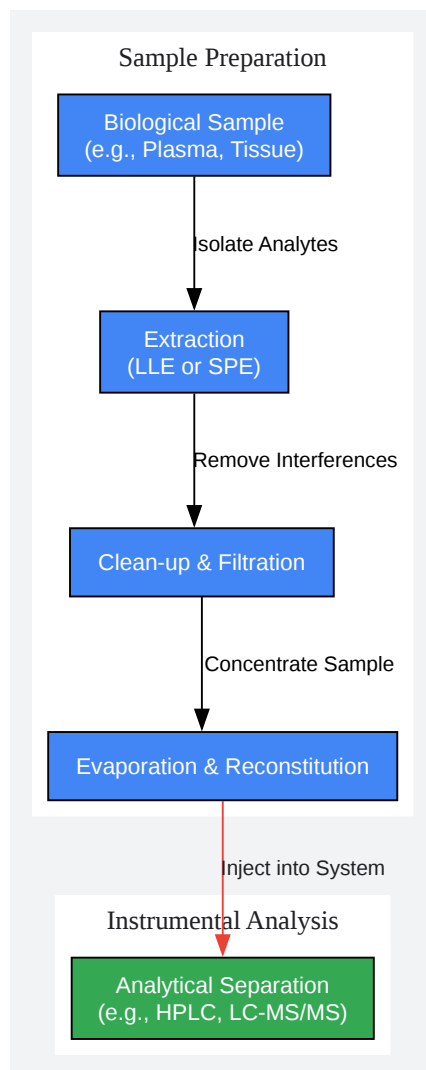 Sample Preparation
Biological Sample
(e.g., Plasma, Tissue)
Isolate Analytes
Extraction
(LLE or SPE)
Remove Interferences
Clean-up & Filtration
Concentrate Sample
Evaporation & Reconstitution
Inject into System
Instrumental Analysis
Analytical Separation
(e.g., HPLC, LC-MS/MS)